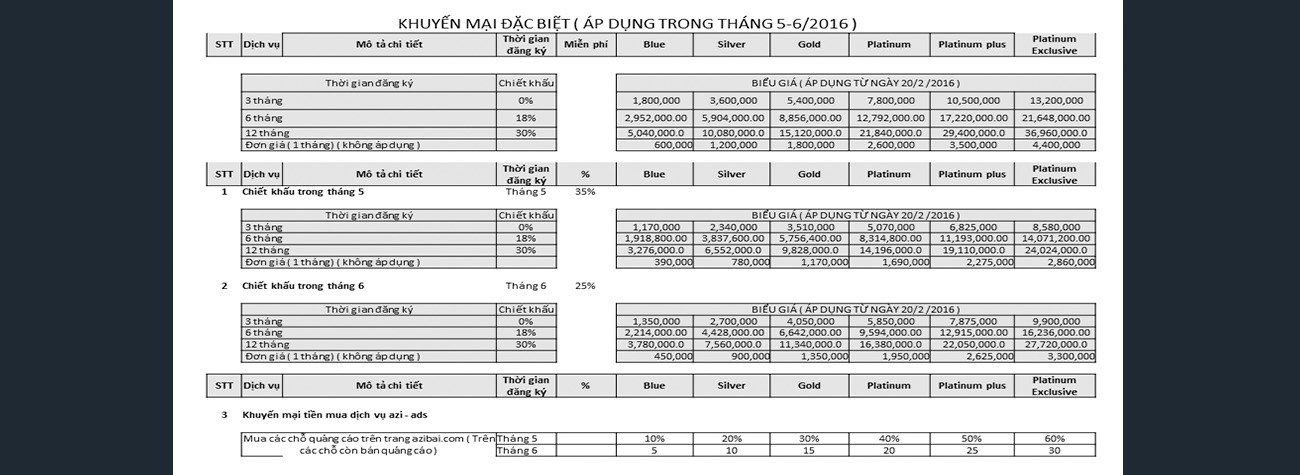 KHUYẾN MẠI ĐẶC BIỆT ( ÁP DỤNG TRONG THÁNG 5-6/2016 )
STT Dịch vụ Mô tả chi tiết Thời gian đăng ký Miễn phí Blue Silver Gold Platinum Platinum plus Platinum Exclusive
Thời gian đăng ký Chiết khấu BIỂU GIÁ ( ÁP DỤNG TỪ NGÀY 20/2 /2016 )
3 tháng 0% 1,800,000 3,600,000 5,400,000 7,800,000 10,500,000 13,200,000
6 tháng 18% 2,952,000.00 5,904,000.00 8,856,000.00 12,792,000.00 17,220,000.00 21,648,000.00
12 tháng 30% 5,040,000.0 10,080,000.0 15,120,000.0 21,840,000.0 29,400,000.0 36,960,000.0
Đơn giá ( 1 tháng) ( không áp dụng ) 600,000 1,200,000 1,800,000 2,600,000 3,500,000 4,400,000
STT Dịch vụ Mô tả chi tiết Thời gian đăng ký % Blue Silver Gold Platinum Platinum plus Platinum Exclusive
1 Chiết khấu trong tháng 5 Tháng 5 35%
Thời gian đăng ký Chiết khấu BIỂU GIÁ ( ÁP DỤNG TỪ NGÀY 20/2 /2016 )
3 tháng 0% 1,170,000 2,340,000 3,510,000 5,070,000 6,825,000 8,580,000
6 tháng 18% 1,918,800.00 3,837,600.00 5,756,400.00 8,314,800.00 11,193,000.00 14,071,200.00
12 tháng 30% 3,276,000.0 6,552,000.0 9,828,000.0 14,196,000.0 19,110,000.0 24,024,000.0
Đơn giá ( 1 tháng) ( không áp dụng ) 390,000 780,000 1,170,000 1,690,000 2,275,000 2,860,000
2 Chiết khấu trong tháng 6 Tháng 6 25%
Thời gian đăng ký Chiết khấu BIỂU GIÁ ( ÁP DỤNG TỪ NGÀY 20/2 /2016 )
3 tháng 0% 1,350,000 2,700,000 4,050,000 5,850,000 7,875,000 9,900,000
6 tháng 18% 2,214,000.00 4,428,000.00 6,642,000.00 9,594,000.00 12,915,000.00 16,236,000.00
12 tháng 30% 3,780,000.0 7,560,000.0 11,340,000.0 16,380,000.0 22,050,000.0 27,720,000.0
Đơn giá ( 1 tháng) ( không áp dụng ) 450,000 900,000 1,350,000 1,950,000 2,625,000 3,300,000
STT Dịch vụ Mô tả chi tiết Thời gian đăng ký % Blue Silver Gold Platinum Platinum plus Platinum Exclusive
3 Khuyến mại tiền mua dịch vụ azi - ads
Mua các chỗ quảng cáo trên trang azibai.com ( Trên Tháng 5 10% 20% 30% 40% 50% 60%
các chỗ còn bán quảng cáo ) Tháng 6 5 10 15 20 25 30